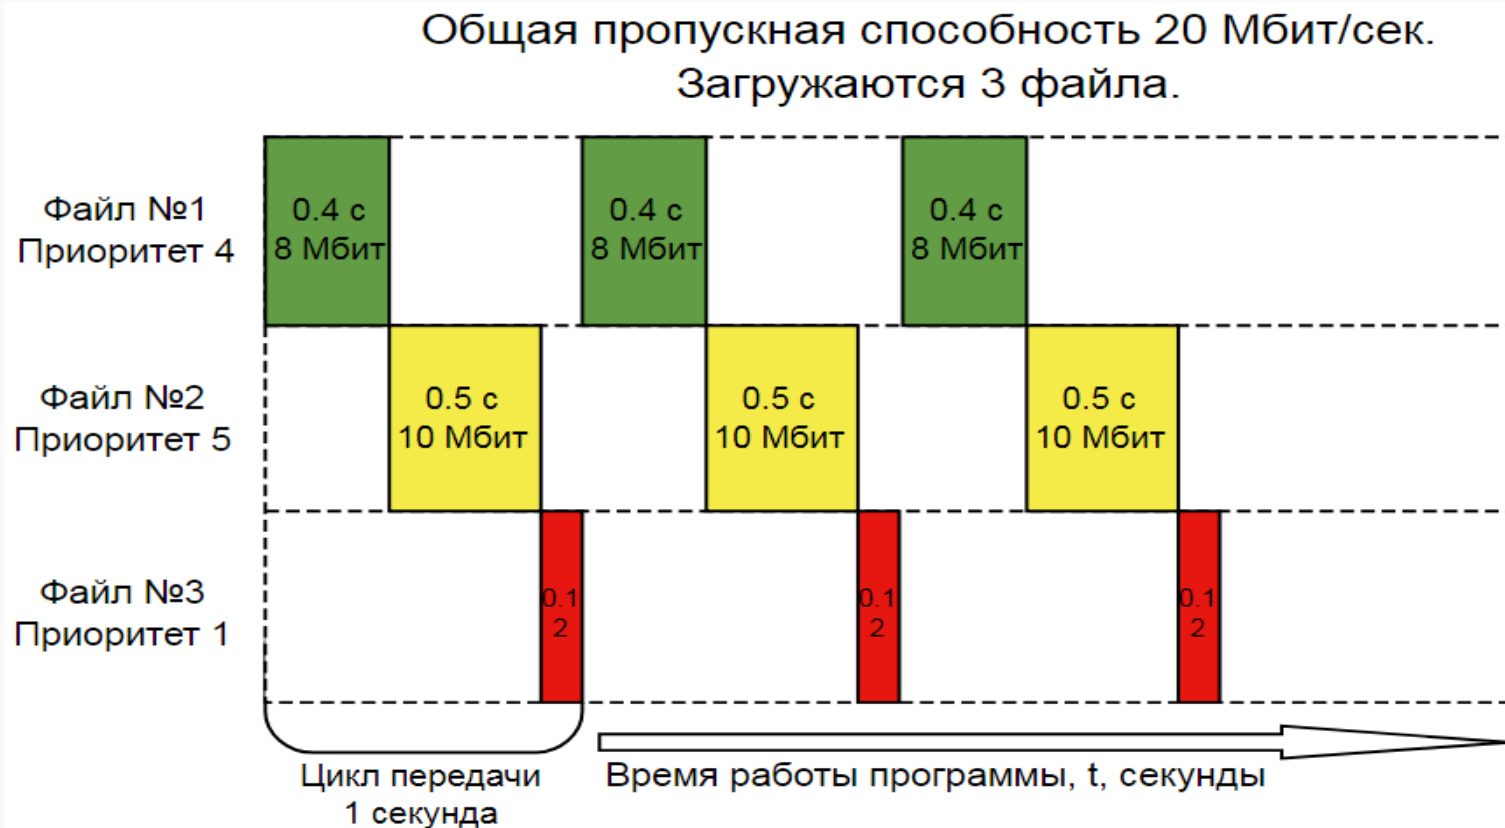 Общая пропускная способность 20 Мбит/сек.
Загружаются 3 файла.
Файл №1
Приоритет 4
0.4 с
8 Мбит
0.4 с
8 Мбит
0.4 с
8 Мбит
Файл №2
Приоритет 5
0.5 с
10 Мбит
0.5 с
10 Мбит
0.5 с
10 Мбит
Файл №3
Приоритет 1
0.1
2
0.1
2
0.1
2
Цикл передачи
1 секунда
Время работы программы, t, секунды